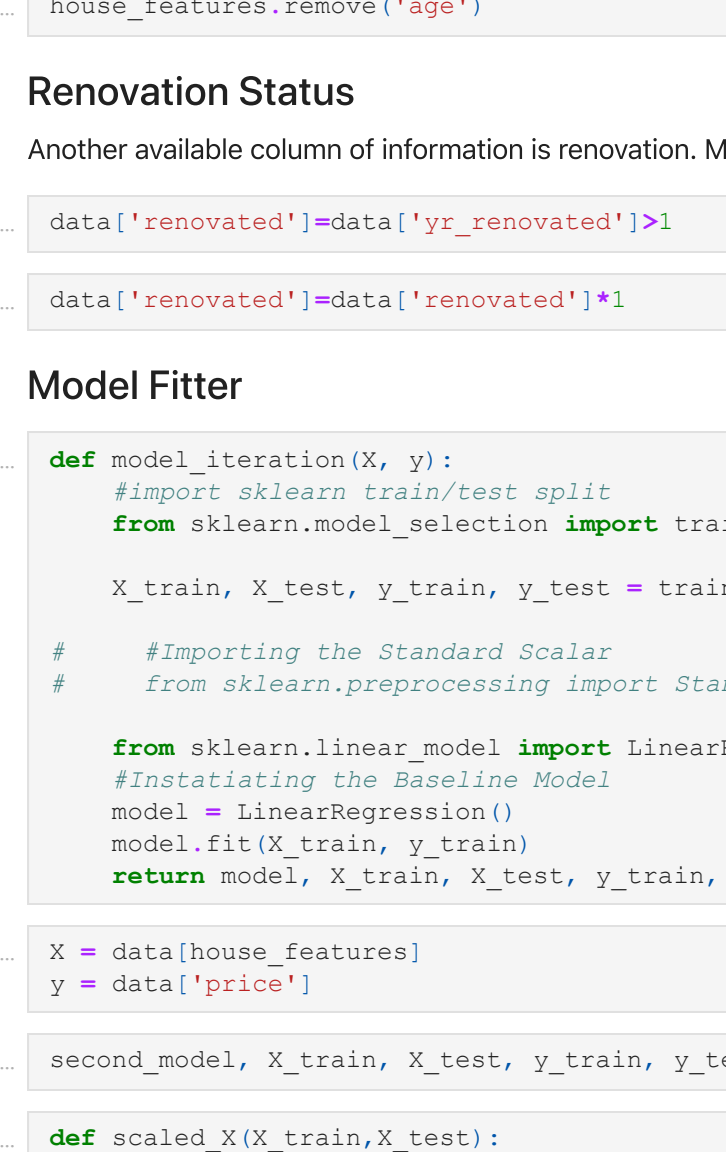 house_features.remove('age')
Renovation Status
Another available column of information is renovation. M
data['renovated']=data['yr_renovated']>1
data['renovated']=data['renovated']*1
Model Fitter
def model_iteration(X, y):
    #import sklearn train/test split
    from sklearn.model_selection import trai
    X_train, X_test, y_train, y_test = train
#     #Importing the Standard Scalar
#     from sklearn.preprocessing import Stan
    from sklearn.linear_model import LinearR
    #Instatiating the Baseline Model
    model = LinearRegression()
    model.fit(X_train, y_train)
    return model, X_train, X_test, y_train,
X = data[house_features]
y = data['price']
second_model, X_train, X_test, y_train, y_te
def scaled_X(X_train,X_test):